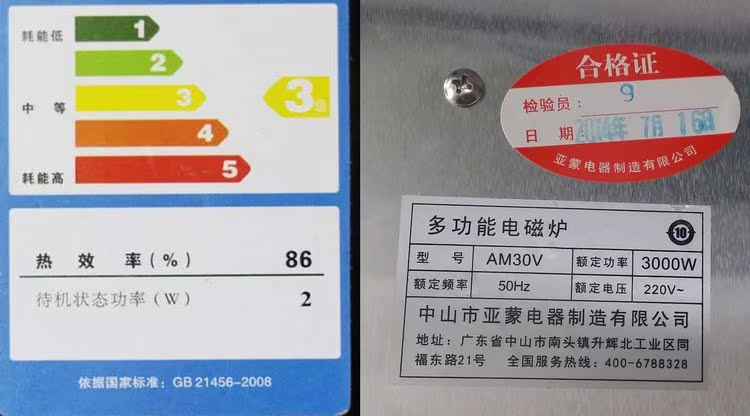 耗能低
1
2
中 等
3
3级
4
耗能高
5
热 效 率(%) 86
待机状态功率(W) 2
依据国家标准: GB 21456-2008
合格证
检验员: 9
日 期: 2014年 7月 16日
亚蒙电器制造有限公司
多功能电磁炉
10
型 号 AM30V 额定功率 3000W
额定频率 50Hz 额定电压 220V~
中山市亚蒙电器制造有限公司
地址: 广东省中山市南头镇升辉北工业区同
福东路21号 全国服务热线: 400-6788328